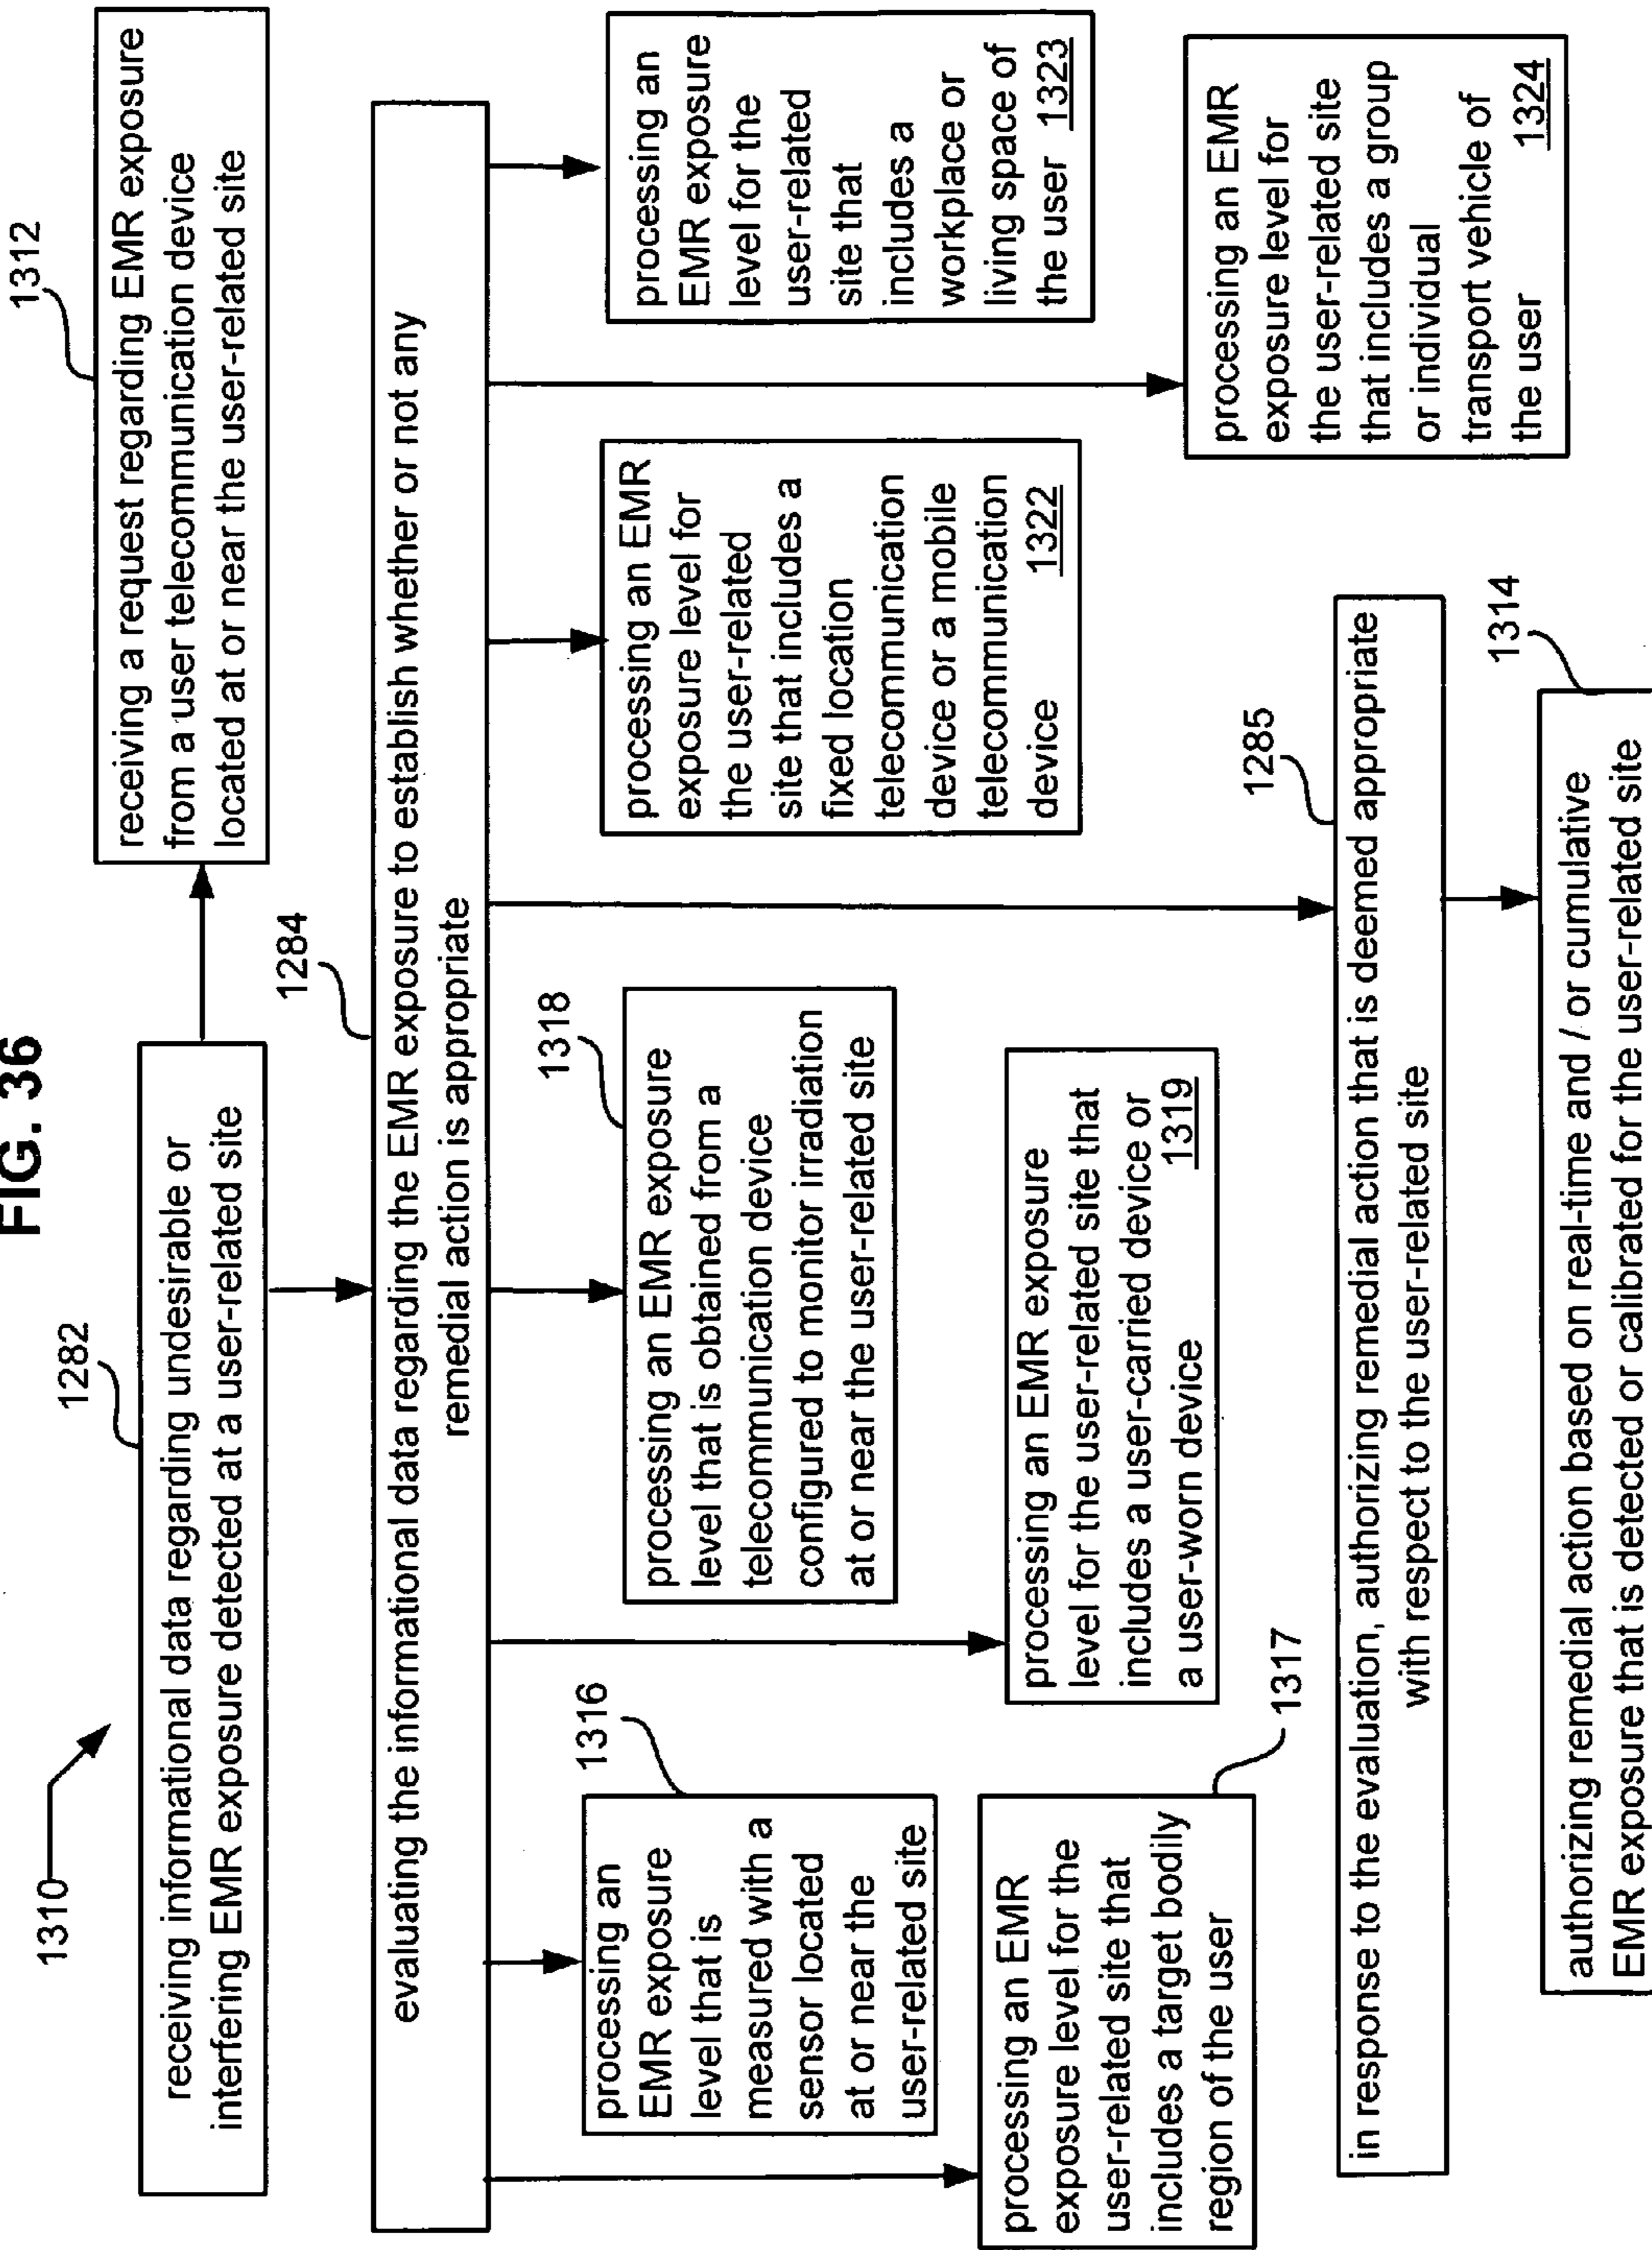 FIG. 36
1310
1282
receiving informational data regarding undesirable or
interfering EMR exposure detected at a user-related site
1312
receiving a request regarding EMR exposure
from a user telecommunication device
located at or near the user-related site
1284
evaluating the informational data regarding the EMR exposure to establish whether or not any
remedial action is appropriate
1316
processing an
EMR exposure
level that is
measured with a
sensor located
at or near the
user-related site
1318
processing an EMR exposure
level that is obtained from a
telecommunication device
configured to monitor irradiation
at or near the user-related site
processing an EMR
exposure level for
the user-related
site that includes a
fixed location
telecommunication
device or a mobile
telecommunication
device 1322
processing an
EMR exposure
level for the
user-related
site that
includes a
workplace or
living space of
the user 1323
processing an EMR
exposure level for the
user-related site that
includes a target bodily
region of the user
1317
processing an EMR exposure
level for the user-related site that
includes a user-carried device or
a user-worn device 1319
processing an EMR
exposure level for
the user-related site
that includes a group
or individual
transport vehicle of
the user 1324
1285
in response to the evaluation, authorizing remedial action that is deemed appropriate
with respect to the user-related site
1314
authorizing remedial action based on real-time and / or cumulative
EMR exposure that is detected or calibrated for the user-related site